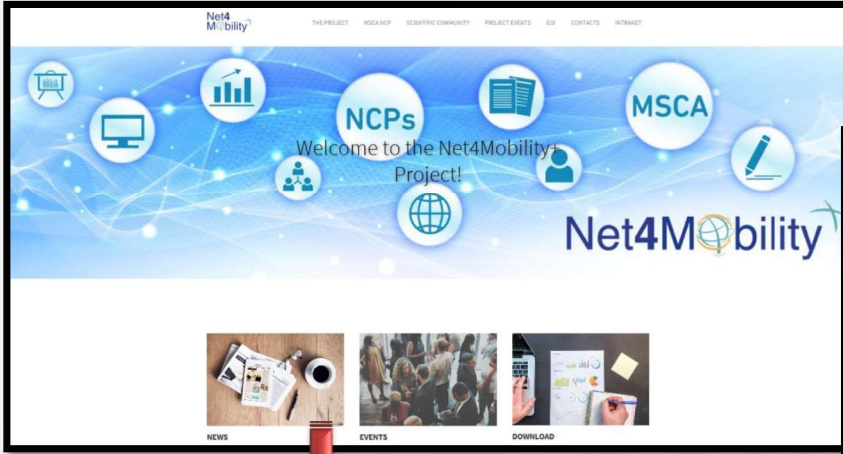 Net4
Mobility+
THE PROJECT MSCA NCP SCIENTIFIC COMMUNITY PROJECT EVENTS EOI CONTACTS INTRANET
NCPs
MSCA
Welcome to the Net4Mobility+
Project!
Net4Mobility+
NEWS EVENTS DOWNLOAD